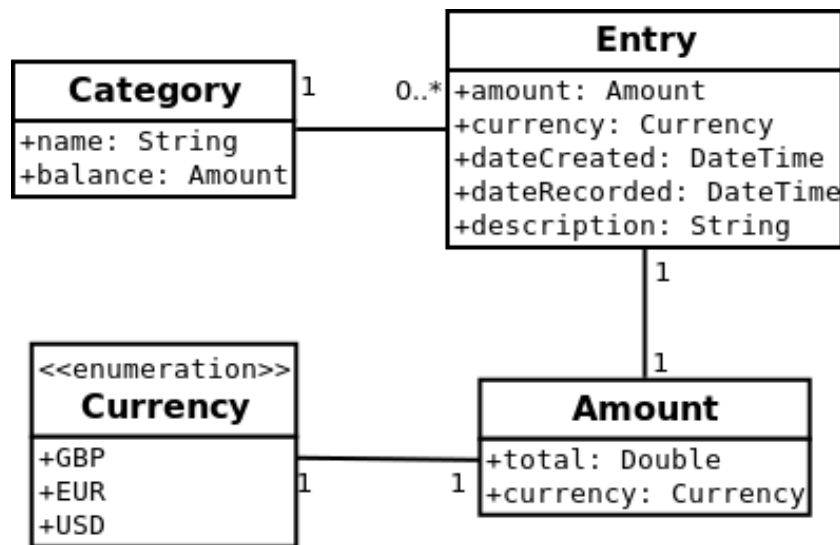 Category
+name: String
+balance: Amount
1
0..*
Entry
+amount: Amount
+currency: Currency
+dateCreated: DateTime
+dateRecorded: DateTime
+description: String
1
1
<<enumeration>>
Currency
+GBP
+EUR
+USD
1
1
Amount
+total: Double
+currency: Currency